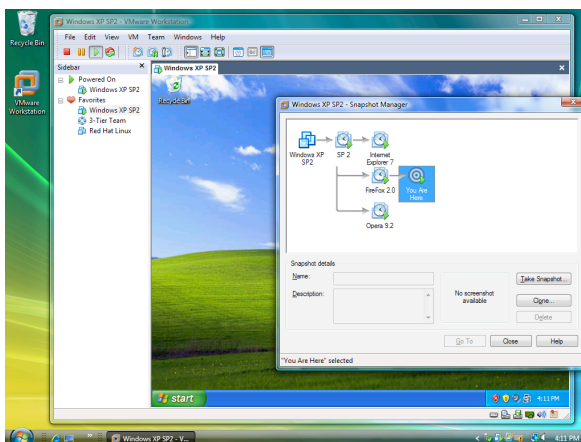 Recycle Bin
VMware Workstation
Windows XP SP2 - VMware Workstation
File Edit View VM Team Windows Help
Sidebar
Powered On
Windows XP SP2
Favorites
Windows XP SP2
3-Tier Team
Red Hat Linux
Windows XP SP2
Recycle Bin
Windows XP SP2 - Snapshot Manager
Windows XP SP2
SP 2
Internet Explorer 7
FireFox 2.0
You Are Here
Opera 9.2
Snapshot details
Name:
Description:
No screenshot available
Take Snapshot...
Clone...
Delete
Go To
Close
Help
"You Are Here" selected
start
4:11 PM
Windows XP SP2 - V...
4:11 PM